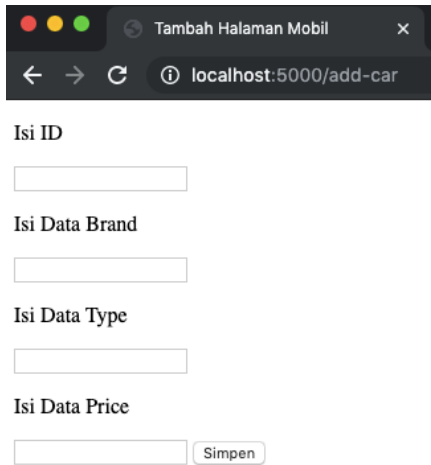 Tambah Halaman Mobil
localhost:5000/add-car
Isi ID
Isi Data Brand
Isi Data Type
Isi Data Price
Simpen